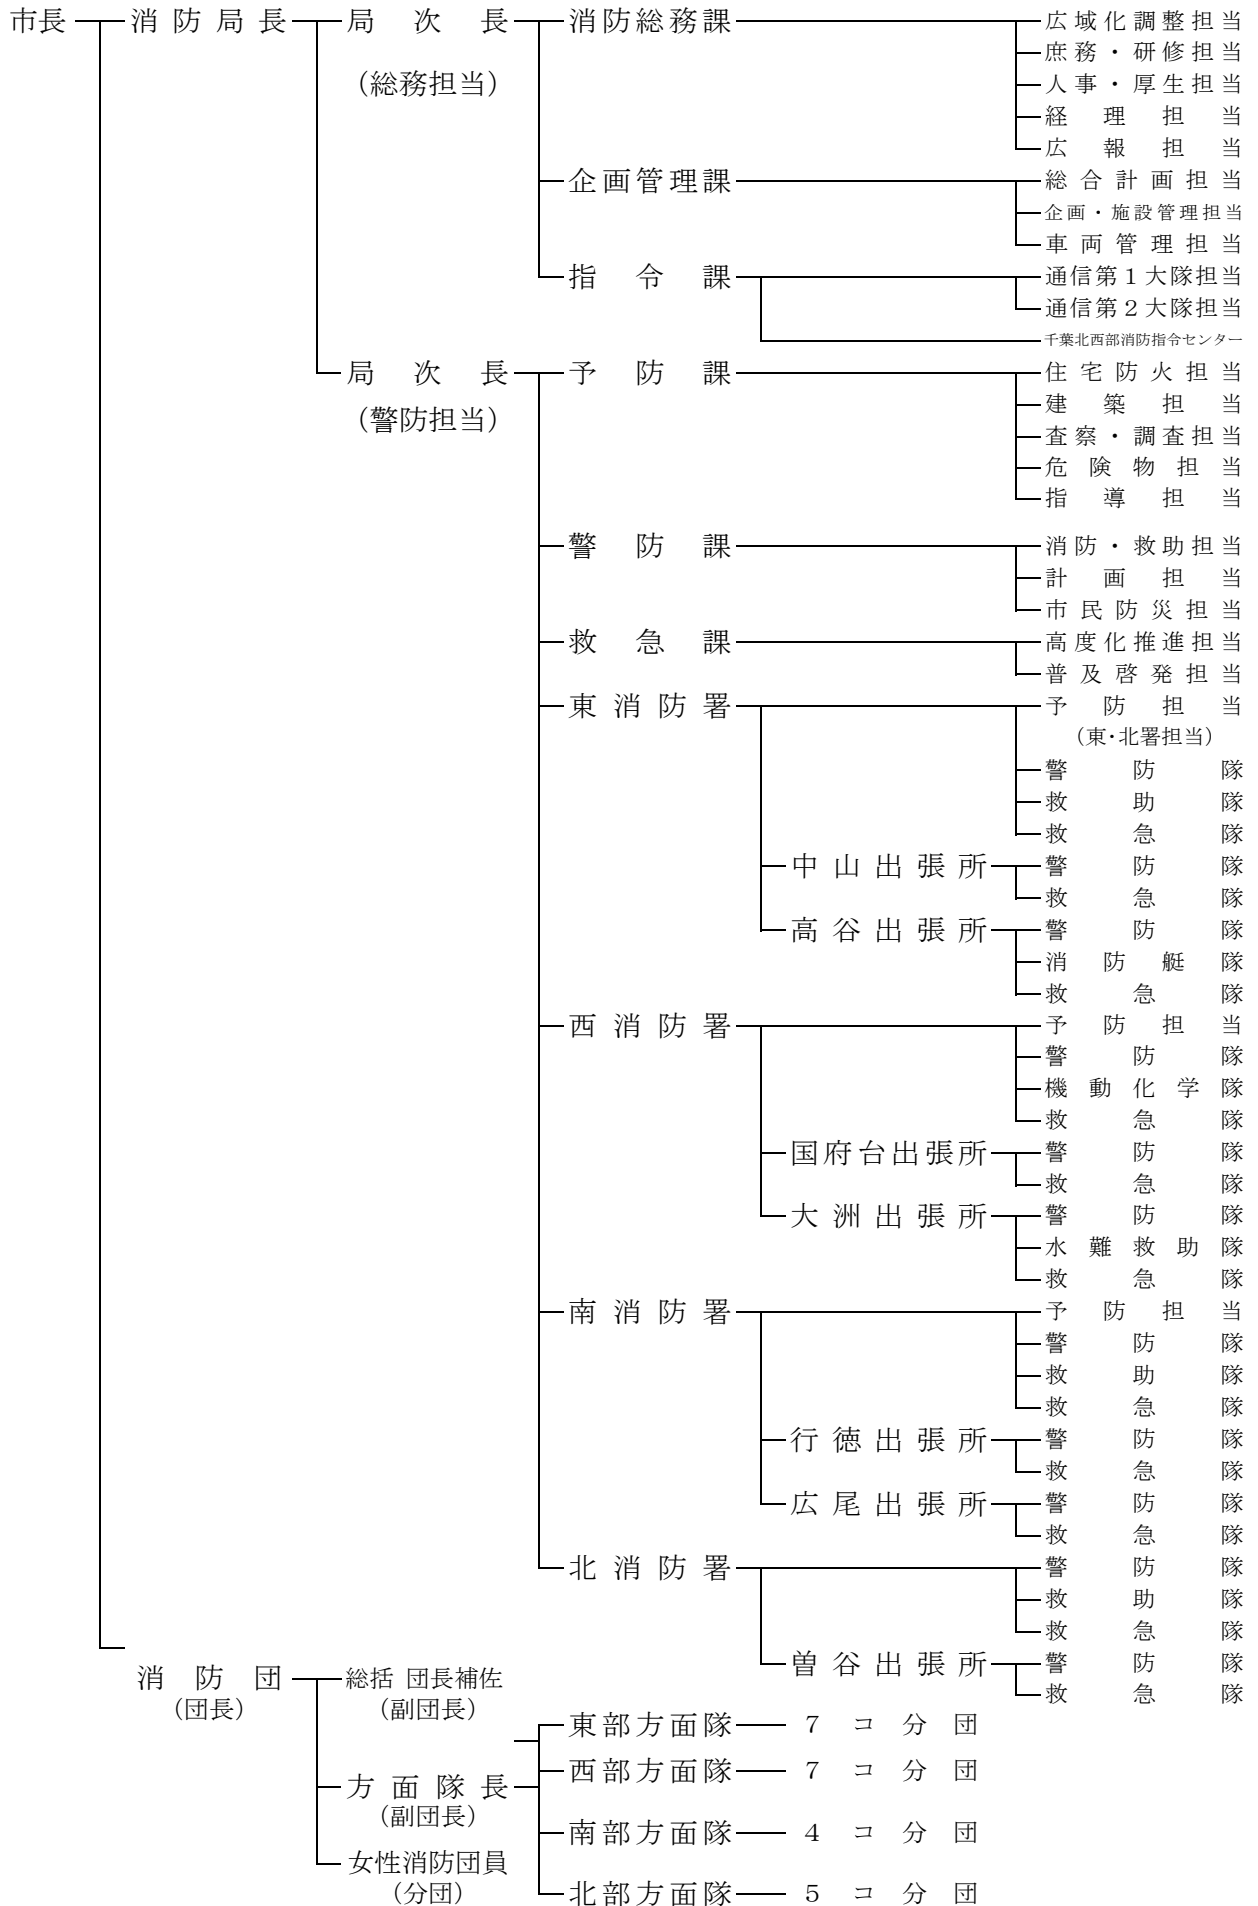 市長 消防局長 局次長 消防総務課 広域化調整担当
庶務・研修担当
(総務担当) 人事・厚生担当
経理担当
広報担当
企画管理課 総合計画担当
企画・施設管理担当
車両管理担当
指令課 通信第1大隊担当
通信第2大隊担当
千葉北西部消防指令センター
局次長 予防課 住宅防火担当
(警防担当) 建築担当
査察・調査担当
危険物担当
指導担当
警防課 消防・救助担当
計画担当
市民防災担当
救急課 高度化推進担当
普及啓発担当
東消防署 予防担当
(東・北署担当)
警防隊
救助隊
救急隊
中山出張所 警防隊
救急隊
高谷出張所 警防隊
消防艇隊
救急隊
西消防署 予防担当
警防隊
機動化学隊
救急隊
国府台出張所 警防隊
救急隊
大洲出張所 警防隊
水難救助隊
救急隊
南消防署 予防担当
警防隊
救助隊
救急隊
行徳出張所 警防隊
救急隊
広尾出張所 警防隊
救急隊
北消防署 警防隊
救助隊
救急隊
曽谷出張所 警防隊
救急隊
消防団 総括 団長補佐
(団長) (副団長)
東部方面隊 7コ分団
西部方面隊 7コ分団
方面隊長
(副団長)
南部方面隊 4コ分団
女性消防団員
(分団) 北部方面隊 5コ分団